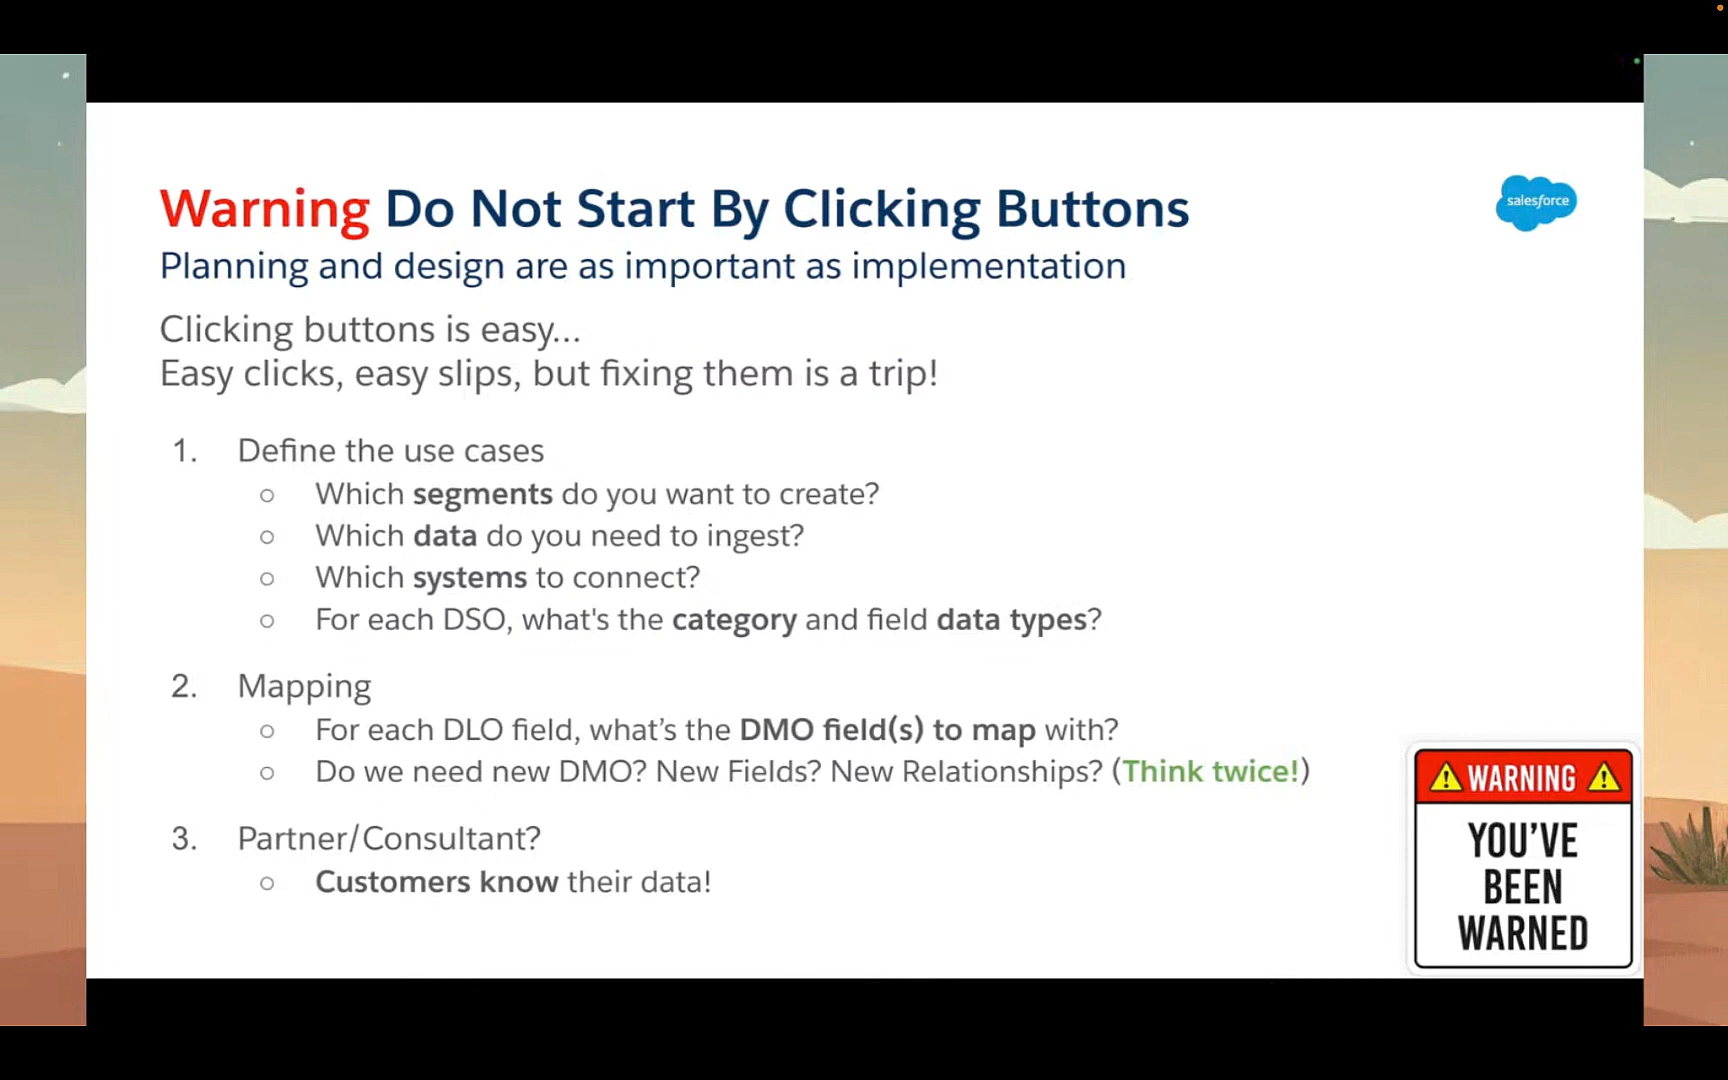 Warning Do Not Start By Clicking Buttons
salesforce
Planning and design are as important as implementation
Clicking buttons is easy...
Easy clicks, easy slips, but fixing them is a trip!
1. Define the use cases
○ Which segments do you want to create?
○ Which data do you need to ingest?
○ Which systems to connect?
○ For each DSO, what's the category and field data types?
2. Mapping
○ For each DLO field, what’s the DMO field(s) to map with?
○ Do we need new DMO? New Fields? New Relationships? (Think twice!)
3. Partner/Consultant?
○ Customers know their data!
WARNING
YOU’VE
BEEN
WARNED